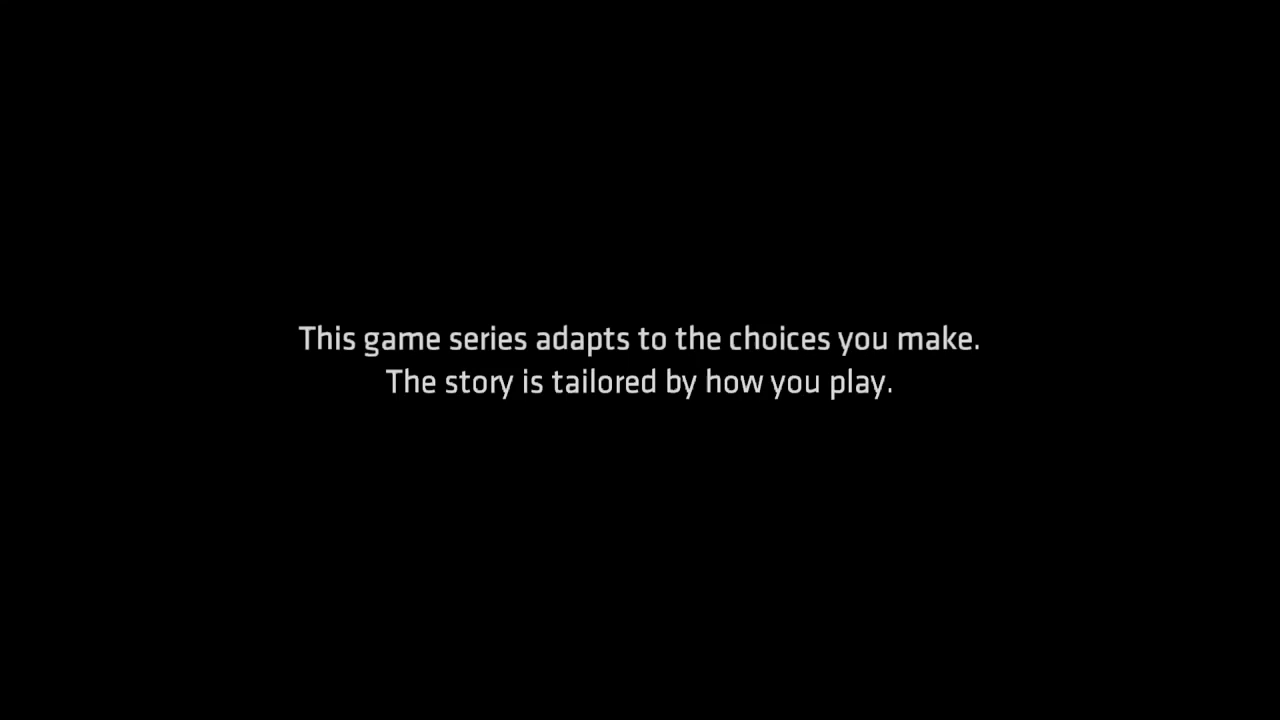 This game series adapts to the choices you make.
The story is tailored by how you play.